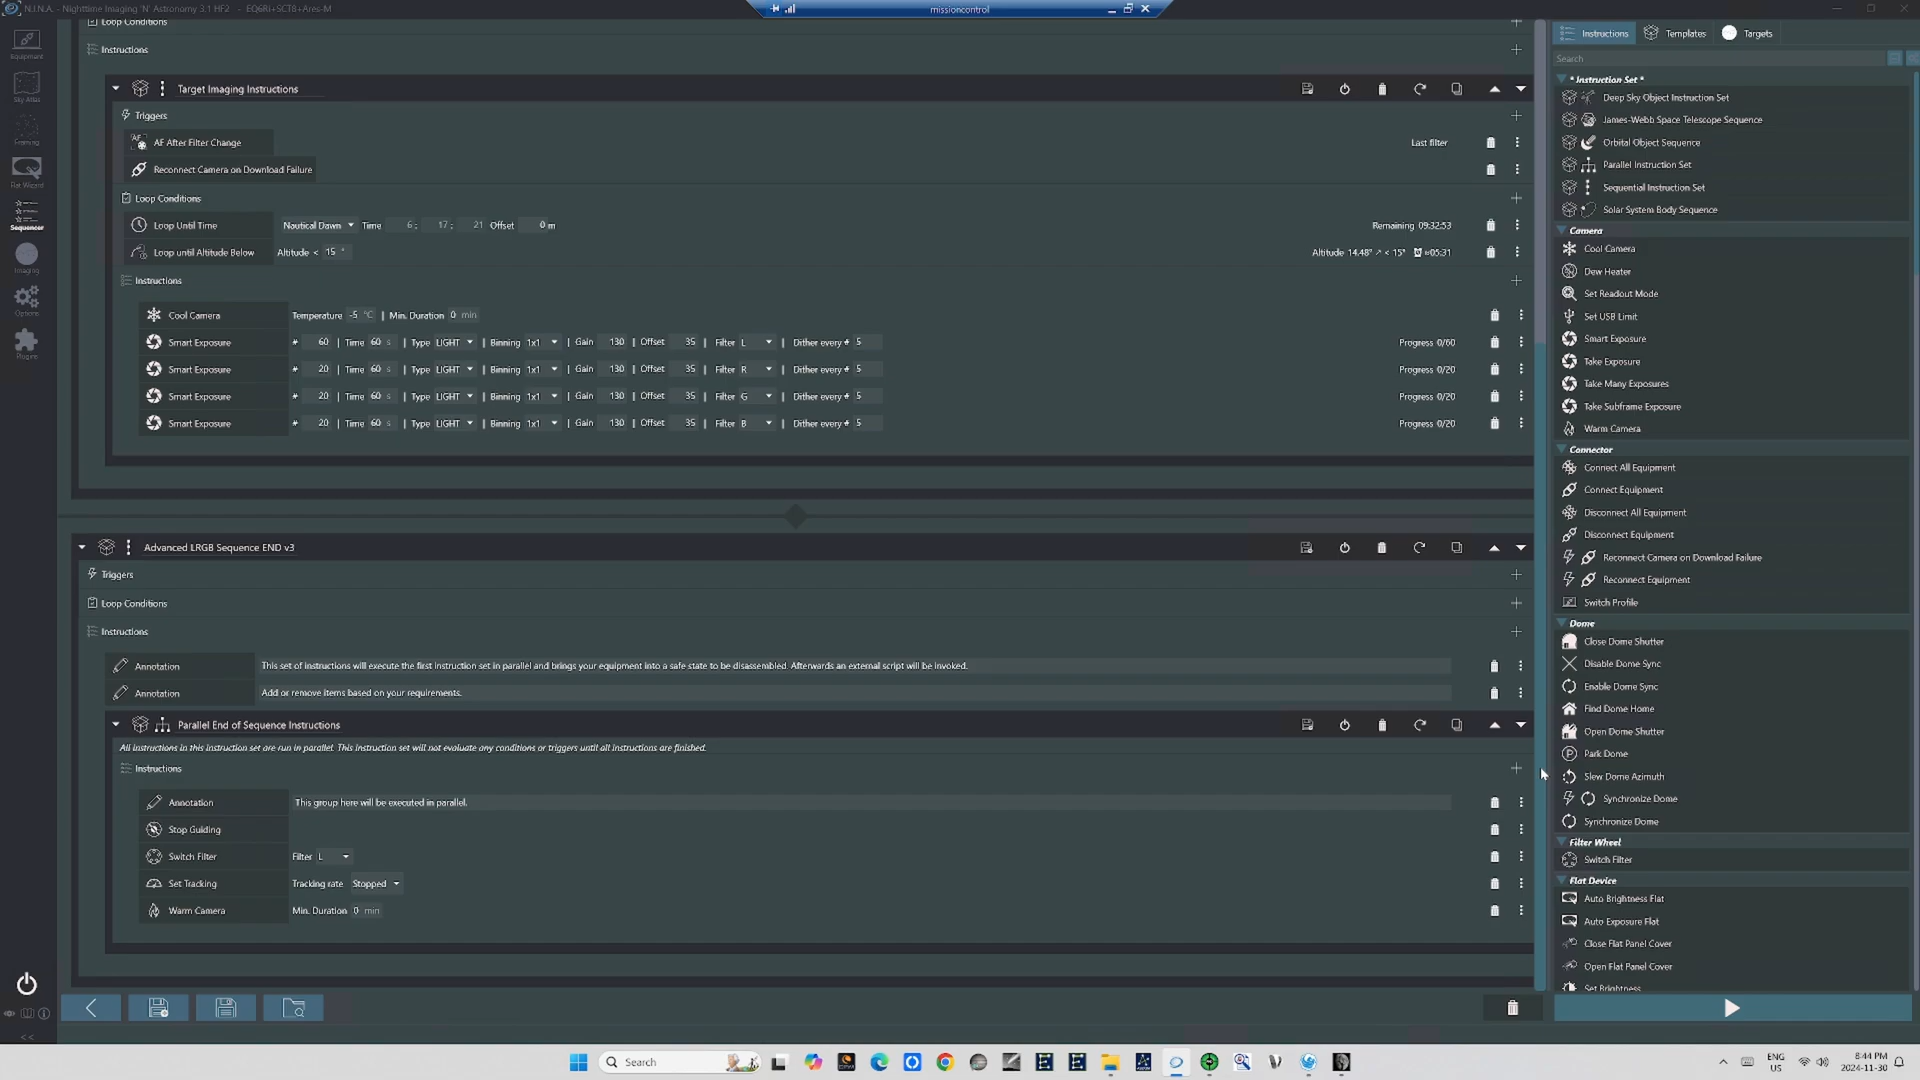 N.I.N.A. - Nighttime Imaging 'N' Astronomy 3.1 HF2 - EQ6Ri+SCT8+Ares-M
missioncontrol
Equipment
Sky Atlas
Framing
Flat Wizard
Sequencer
Imaging
Options
Plugins
Loop Conditions
Instructions
Target Imaging Instructions
Triggers
AF After Filter Change Last filter
Reconnect Camera on Download Failure
Loop Conditions
Loop Until Time Nautical Dawn Time 6: 17: 21 Offset 0 m Remaining 09:32:53
Loop until Altitude Below Altitude < 15 ° Altitude 14.48° ↗ < 15° ≈05:31
Instructions
Cool Camera Temperature -5 °C | Min. Duration 0 min
Smart Exposure # 60 | Time 60 s | Type LIGHT | Binning 1x1 | Gain 130 | Offset 35 | Filter L | Dither every # 5 Progress 0/60
Smart Exposure # 20 | Time 60 s | Type LIGHT | Binning 1x1 | Gain 130 | Offset 35 | Filter R | Dither every # 5 Progress 0/20
Smart Exposure # 20 | Time 60 s | Type LIGHT | Binning 1x1 | Gain 130 | Offset 35 | Filter G | Dither every # 5 Progress 0/20
Smart Exposure # 20 | Time 60 s | Type LIGHT | Binning 1x1 | Gain 130 | Offset 35 | Filter B | Dither every # 5 Progress 0/20
Advanced LRGB Sequence END v3
Triggers
Loop Conditions
Instructions
Annotation This set of instructions will execute the first instruction set in parallel and brings your equipment into a safe state to be disassembled. Afterwards an external script will be invoked.
Annotation Add or remove items based on your requirements.
Parallel End of Sequence Instructions
All instructions in this instruction set are run in parallel. This instruction set will not evaluate any conditions or triggers until all instructions are finished.
Instructions
Annotation This group here will be executed in parallel.
Stop Guiding
Switch Filter Filter L
Set Tracking Tracking rate Stopped
Warm Camera Min. Duration 0 min
Instructions Templates Targets
Search
* Instruction Set *
Deep Sky Object Instruction Set
James-Webb Space Telescope Sequence
Orbital Object Sequence
Parallel Instruction Set
Sequential Instruction Set
Solar System Body Sequence
Camera
Cool Camera
Dew Heater
Set Readout Mode
Set USB Limit
Smart Exposure
Take Exposure
Take Many Exposures
Take Subframe Exposure
Warm Camera
Connector
Connect All Equipment
Connect Equipment
Disconnect All Equipment
Disconnect Equipment
Reconnect Camera on Download Failure
Reconnect Equipment
Switch Profile
Dome
Close Dome Shutter
Disable Dome Sync
Enable Dome Sync
Find Dome Home
Open Dome Shutter
Park Dome
Slew Dome Azimuth
Synchronize Dome
Synchronize Dome
Filter Wheel
Switch Filter
Flat Device
Auto Brightness Flat
Auto Exposure Flat
Close Flat Panel Cover
Open Flat Panel Cover
Set Brightness
<<
Search
ENG
US
8:44 PM
2024-11-30